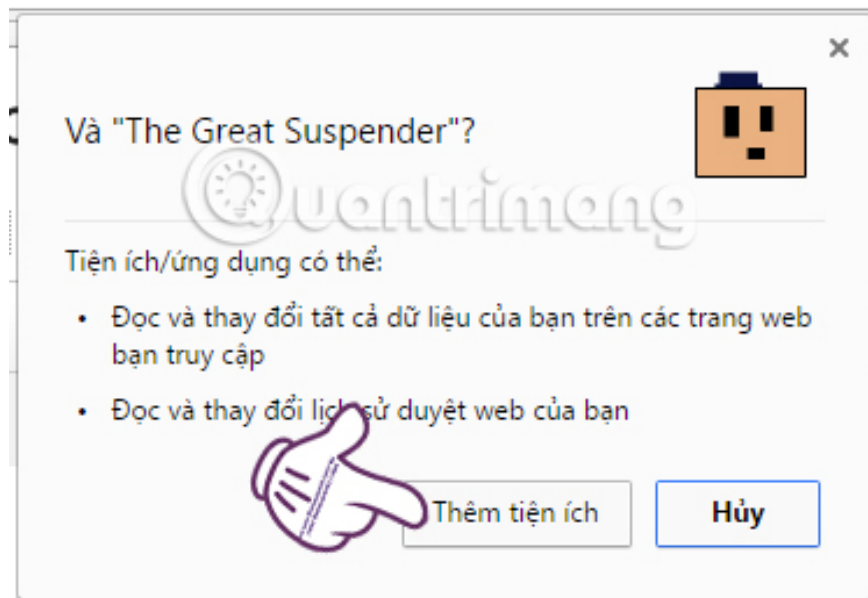 Và "The Great Suspender"?
Quantrimang
Tiện ích/ứng dụng có thể:
• Đọc và thay đổi tất cả dữ liệu của bạn trên các trang web
bạn truy cập
• Đọc và thay đổi lịch sử duyệt web của bạn
Thêm tiện ích
Hủy